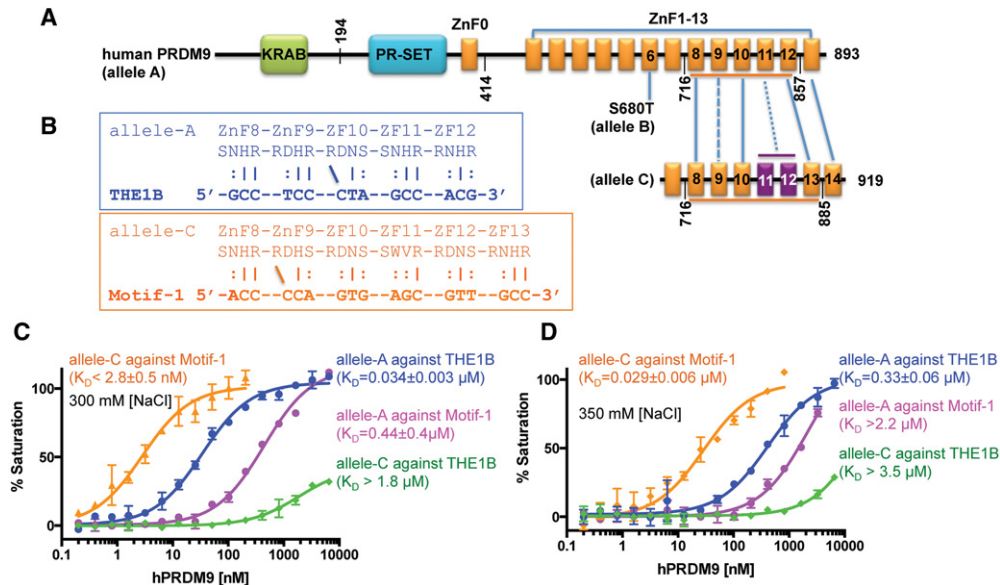 A
human PRDM9
(allele A)
KRAB
194
PR-SET
ZnF0
414
ZnF1-13
6
8
9
10
11
12
893
S680T
(allele B)
716
857
(allele C)
8
9
10
11
12
13
14
919
716
885
B
allele-A ZnF8-ZnF9-ZF10-ZF11-ZF12
SNHR-RDHR-RDNS-SNHR-RNHR
:|| :|| \ :| :|| :||
THE1B 5'-GCC--TCC--CTA--GCC--ACG-3'
allele-C ZnF8-ZnF9-ZF10-ZF11-ZF12-ZF13
SNHR-RDHS-RDNS-SWVR-RDNS-RNHR
:|| \ :| :|| :|| :|| :||
Motif-1 5'-ACC--CCA--GTG--AGC--GTT--GCC-3'
C
allele-C against Motif-1
(KD< 2.8±0.5 nM)
300 mM [NaCl]
allele-A against THE1B
(KD=0.034±0.003 µM)
allele-A against Motif-1
(KD=0.44±0.4µM)
allele-C against THE1B
(KD > 1.8 µM)
% Saturation
100
50
0
0.1 1 10 100 1000 10000
hPRDM9 [nM]
D
allele-C against Motif-1
(KD=0.029±0.006 µM)
350 mM [NaCl]
allele-A against THE1B
(KD=0.33±0.06 µM)
allele-A against Motif-1
(KD >2.2 µM)
allele-C against THE1B
(KD > 3.5 µM)
% Saturation
100
50
0
0.1 1 10 100 1000 10000
hPRDM9 [nM]